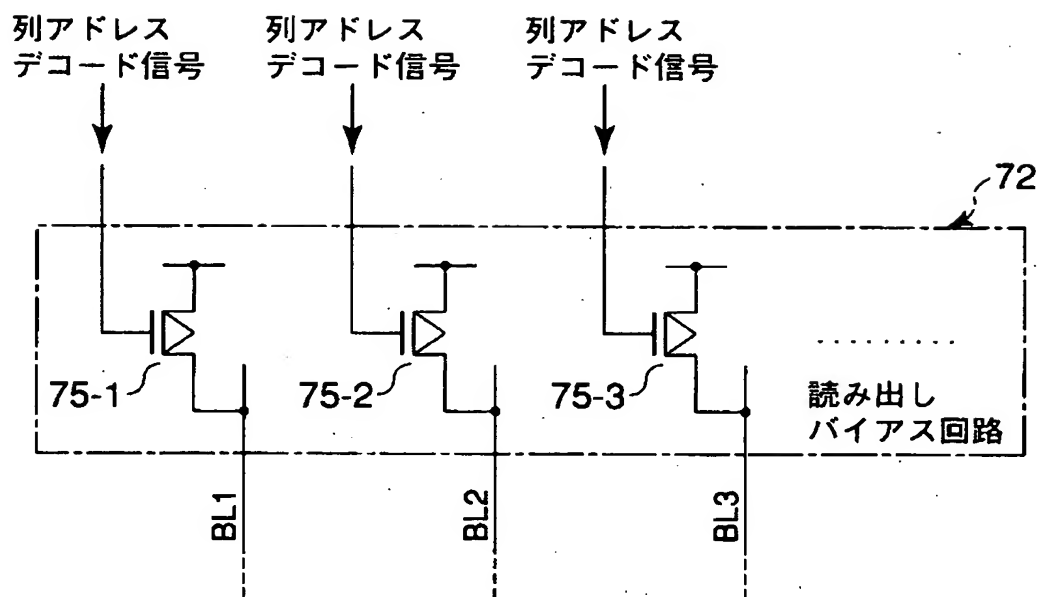 列アドレス
デコード信号
列アドレス
デコード信号
列アドレス
デコード信号
72
75-1
75-2
75-3
読み出し
バイアス回路
BL1
BL2
BL3